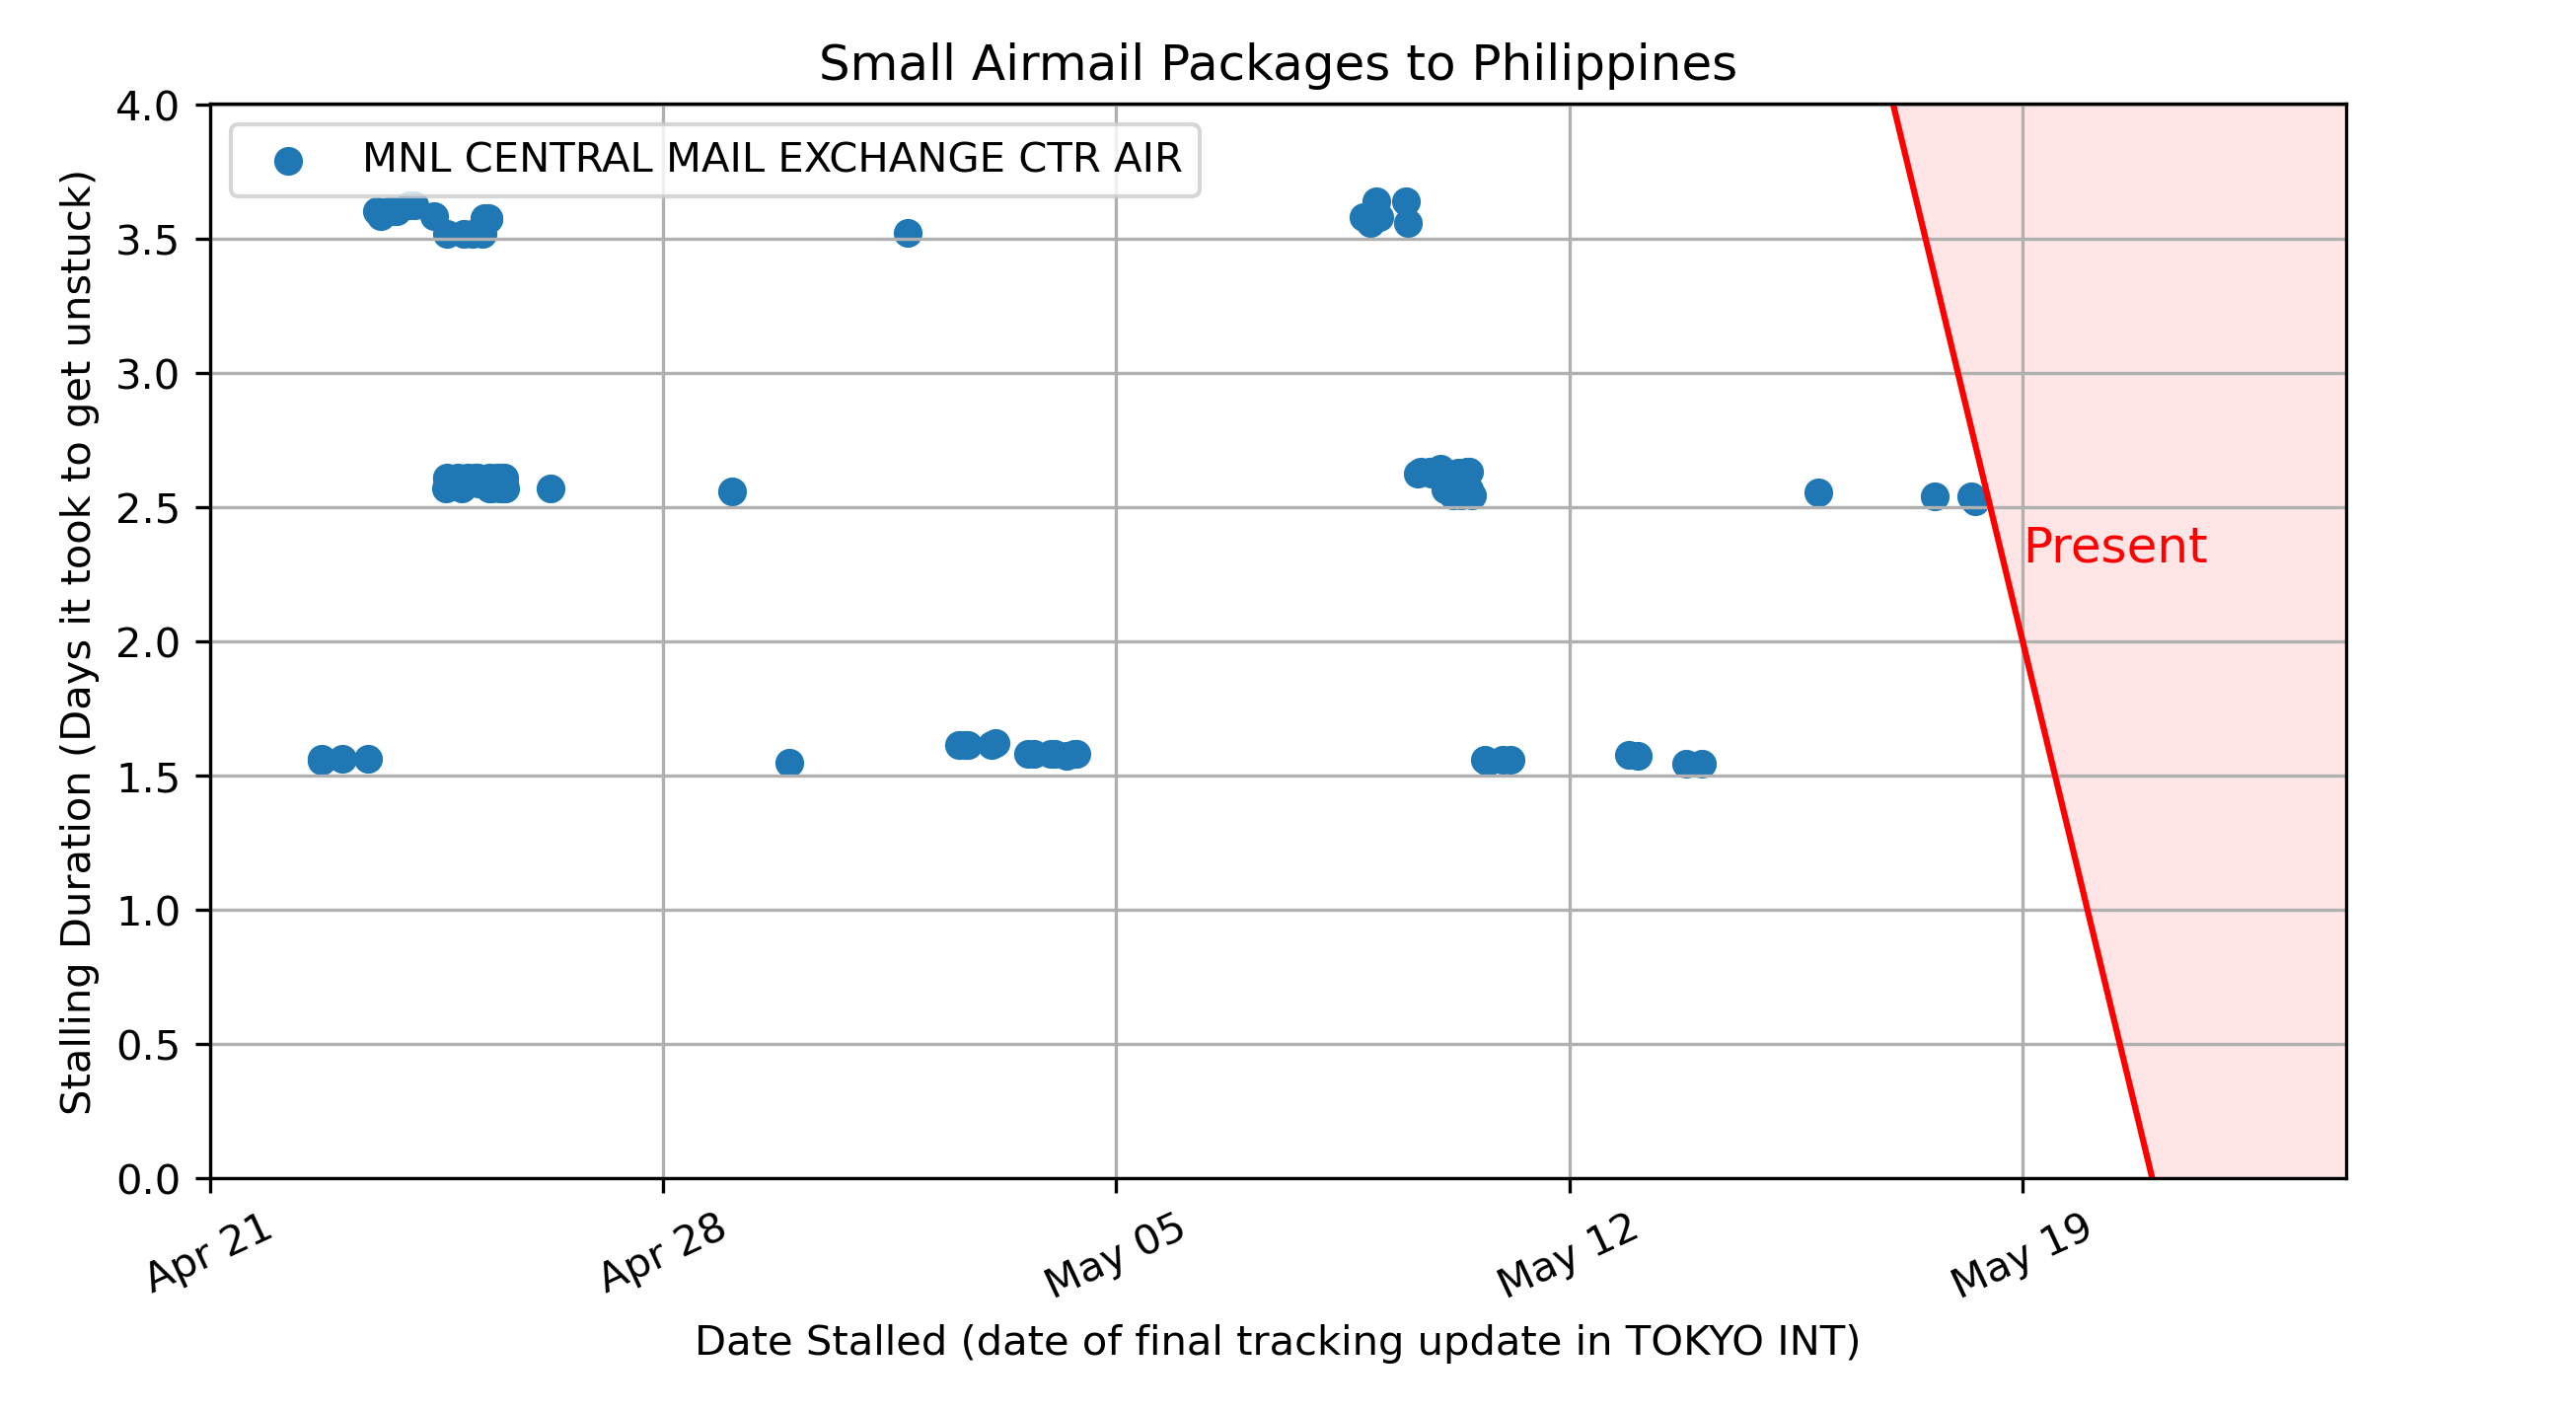 Small Airmail Packages to Philippines
MNL CENTRAL MAIL EXCHANGE CTR AIR
Stalling Duration (Days it took to get unstuck)
4.0
3.5
3.0
2.5
2.0
1.5
1.0
0.5
0.0
Present
Apr 21
Apr 28
May 05
May 12
May 19
Date Stalled (date of final tracking update in TOKYO INT)